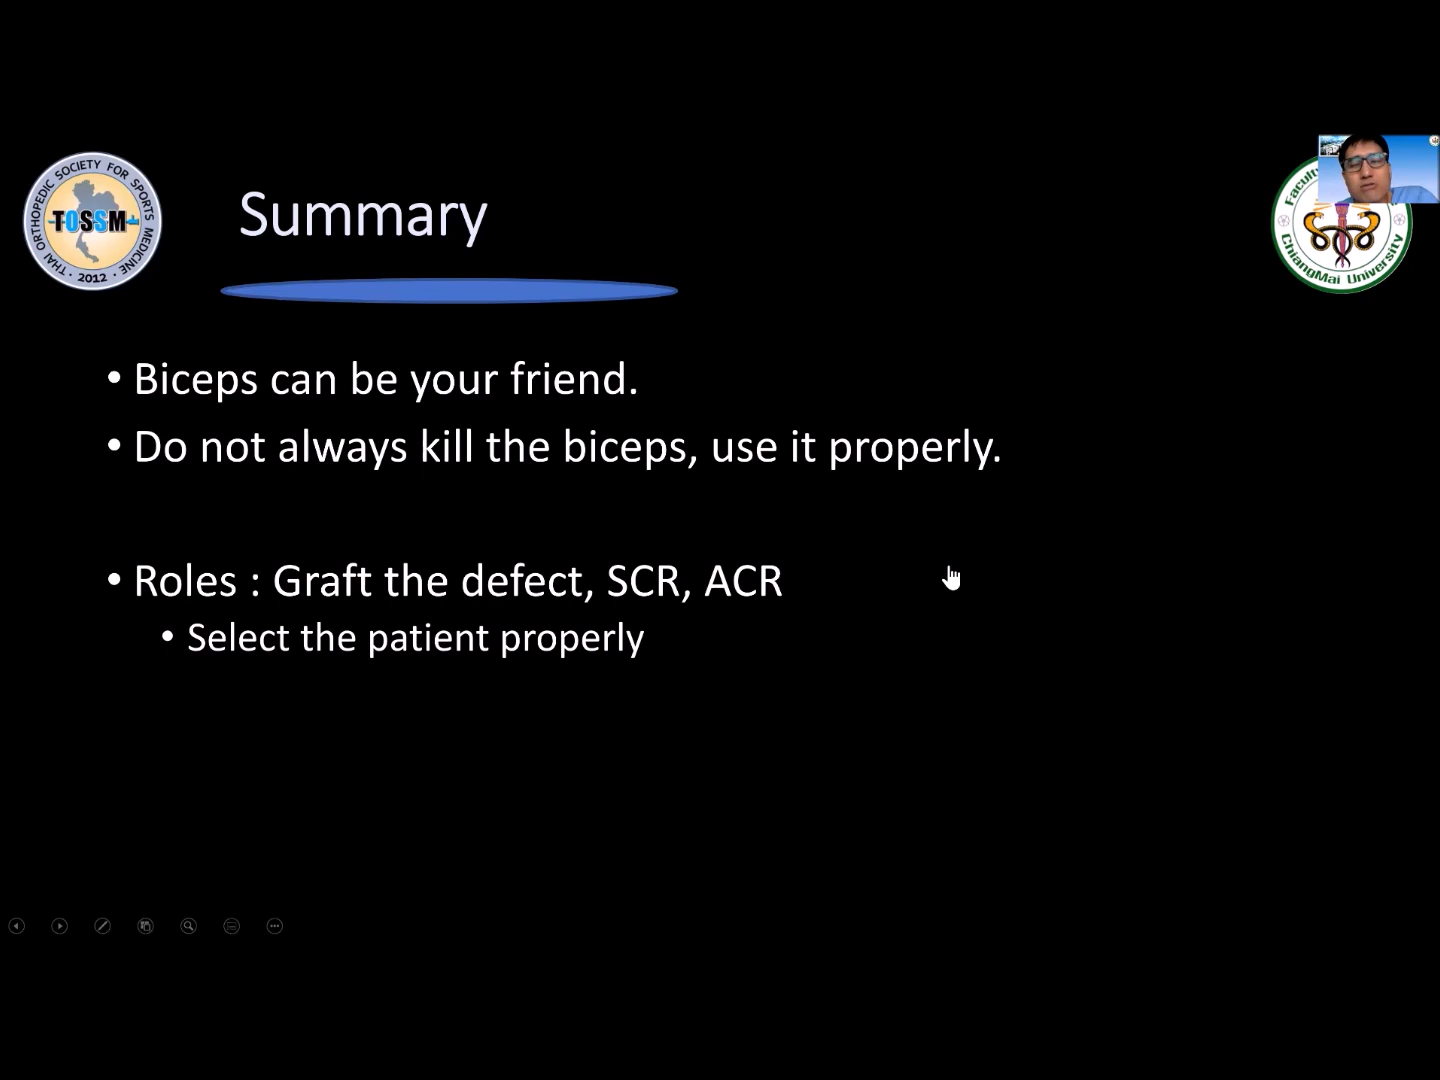 THAI ORTHOPEDIC SOCIETY FOR SPORTS MEDICINE
TOSSM
2012
Summary
Faculty
ChiangMai University
• Biceps can be your friend.
• Do not always kill the biceps, use it properly.
• Roles : Graft the defect, SCR, ACR
• Select the patient properly